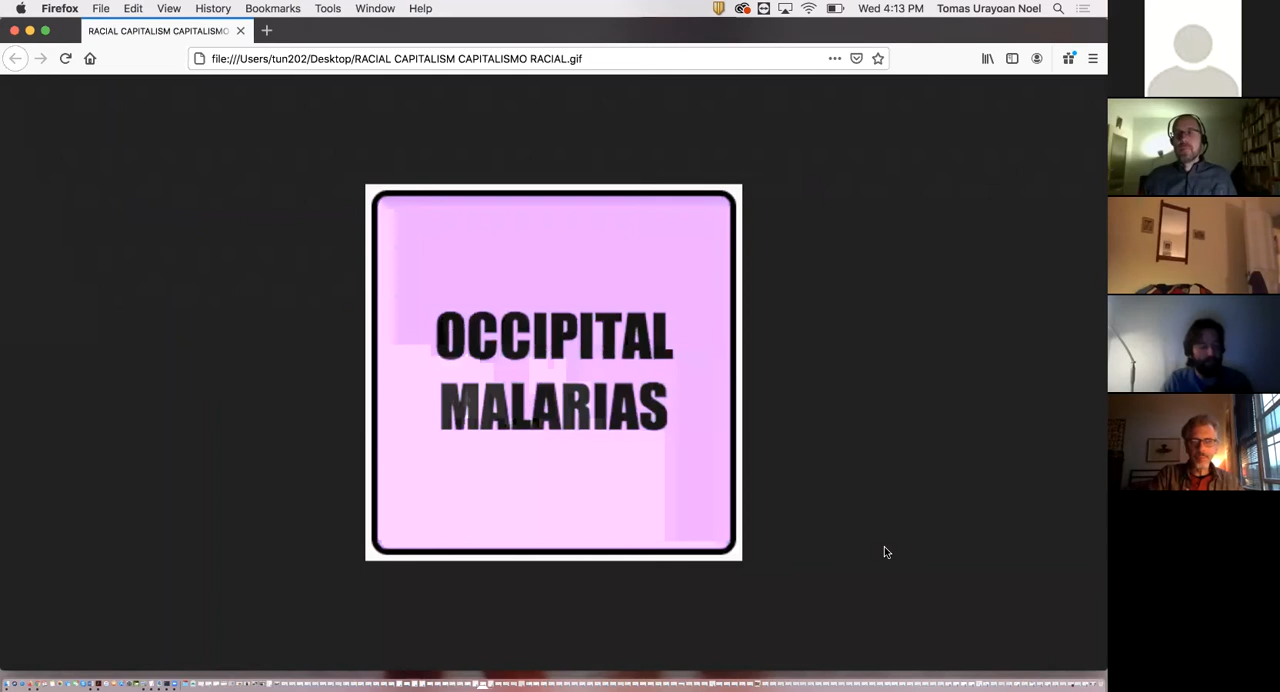 Firefox File Edit View History Bookmarks Tools Window Help Wed 4:13 PM Tomas Urayoan Noel
RACIAL CAPITALISM CAPITALISMO
file:///Users/tun202/Desktop/RACIAL CAPITALISM CAPITALISMO RACIAL.gif
OCCIPITAL
MALARIAS